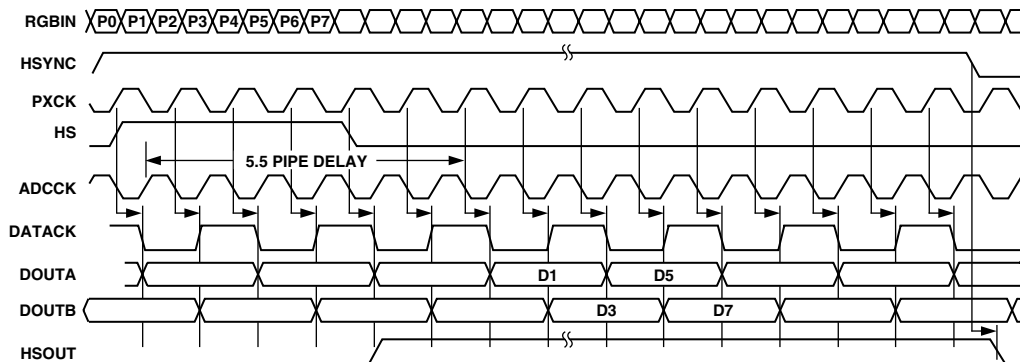 RGBIN P0 P1 P2 P3 P4 P5 P6 P7
HSYNC
PXCK
HS
5.5 PIPE DELAY
ADCCK
DATACK
DOUTA D1 D5
DOUTB D3 D7
HSOUT